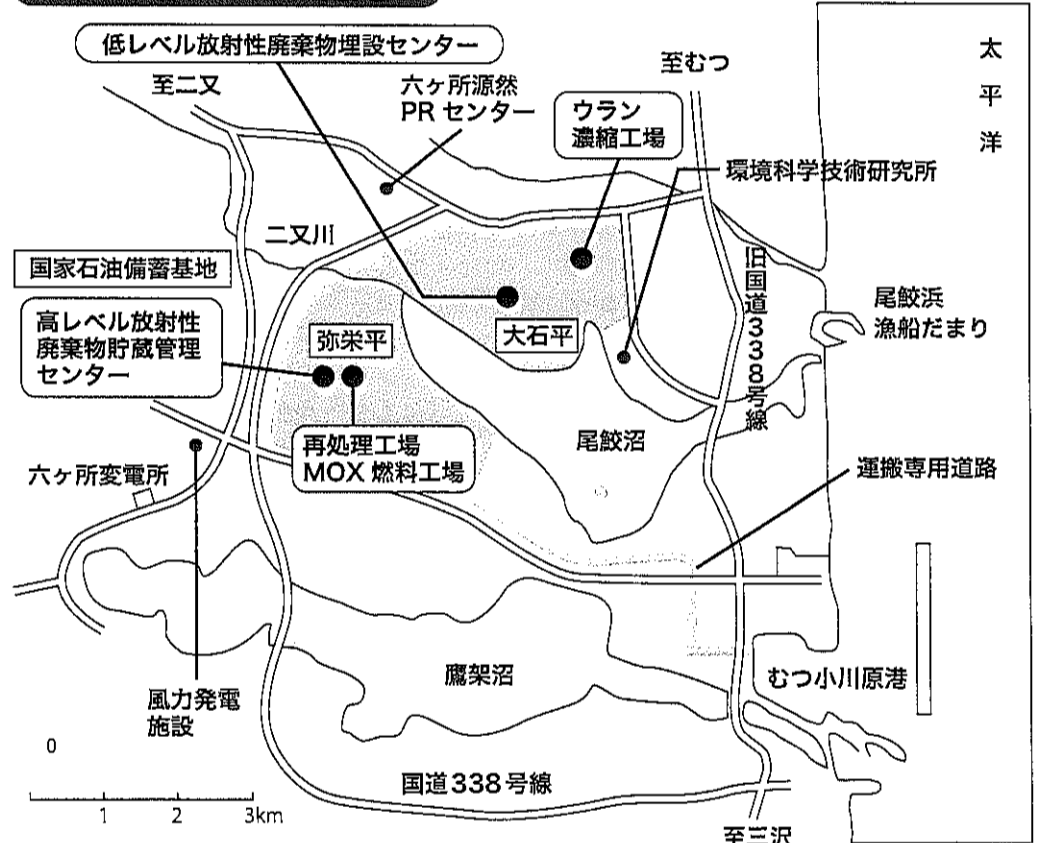 低レベル放射性廃棄物埋設センター
至二又
六ヶ所源然
PR センター
至むつ
太平洋
ウラン
濃縮工場
環境科学技術研究所
二又川
国家石油備蓄基地
旧国道338号線
尾鮫浜
漁船だまり
高レベル放射性
廃棄物貯蔵管理
センター
弥栄平
大石平
再処理工場
MOX 燃料工場
尾鮫沼
六ヶ所変電所
運搬専用道路
鷹架沼
むつ小川原港
風力発電
施設
国道338号線
0
1 2 3km
至三沢